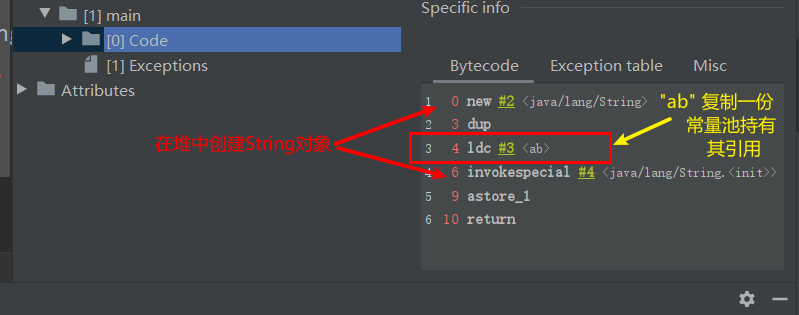 [1] main
[0] Code
[1] Exceptions
Attributes
Specific info
Bytecode Exception table Misc
1 0 new #2 <java/lang/String>
2 3 dup
3 4 ldc #3 <ab>
4 6 invokespecial #4 <java/lang/String.<init>>
5 9 astore_1
6 10 return
在堆中创建String对象
"ab" 复制一份
常量池持有
其引用